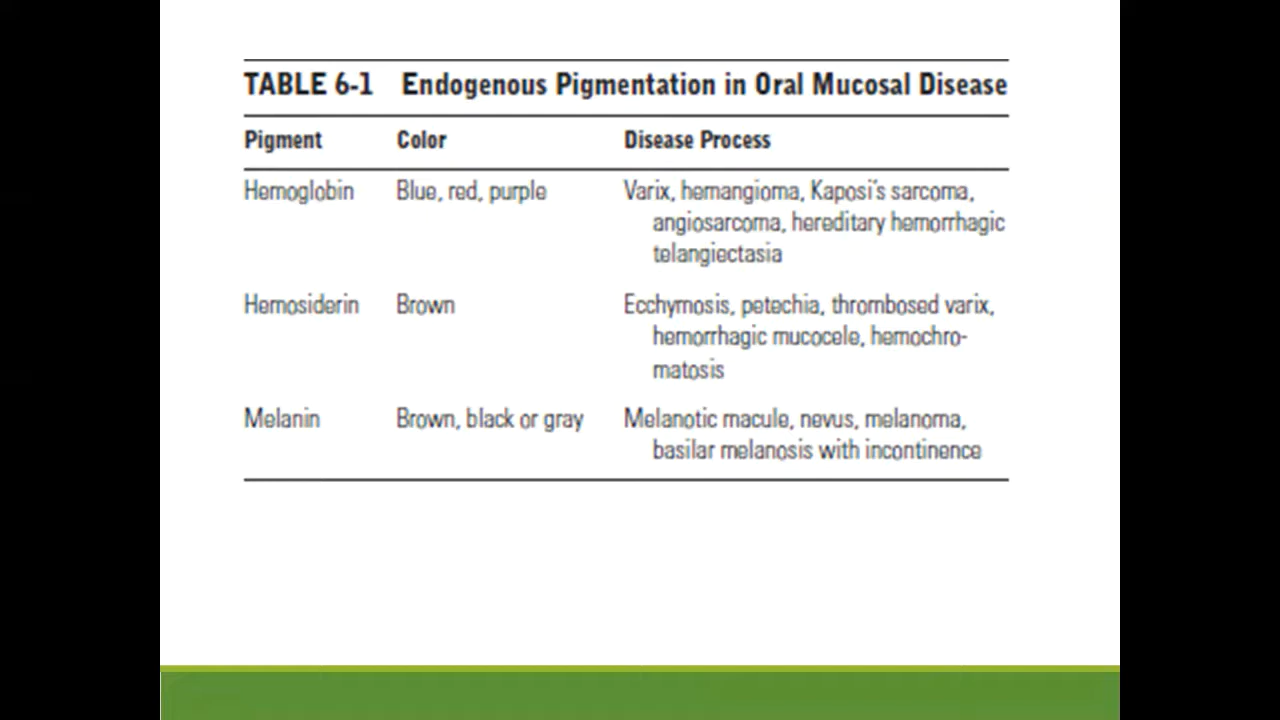 TABLE 6-1 Endogenous Pigmentation in Oral Mucosal Disease
Pigment Color Disease Process
Hemoglobin Blue, red, purple Varix, hemangioma, Kaposi's sarcoma,
angiosarcoma, hereditary hemorrhagic
telangiectasia
Hemosiderin Brown Ecchymosis, petechia, thrombosed varix,
hemorrhagic mucocele, hemochro-
matosis
Melanin Brown, black or gray Melanotic macule, nevus, melanoma,
basilar melanosis with incontinence